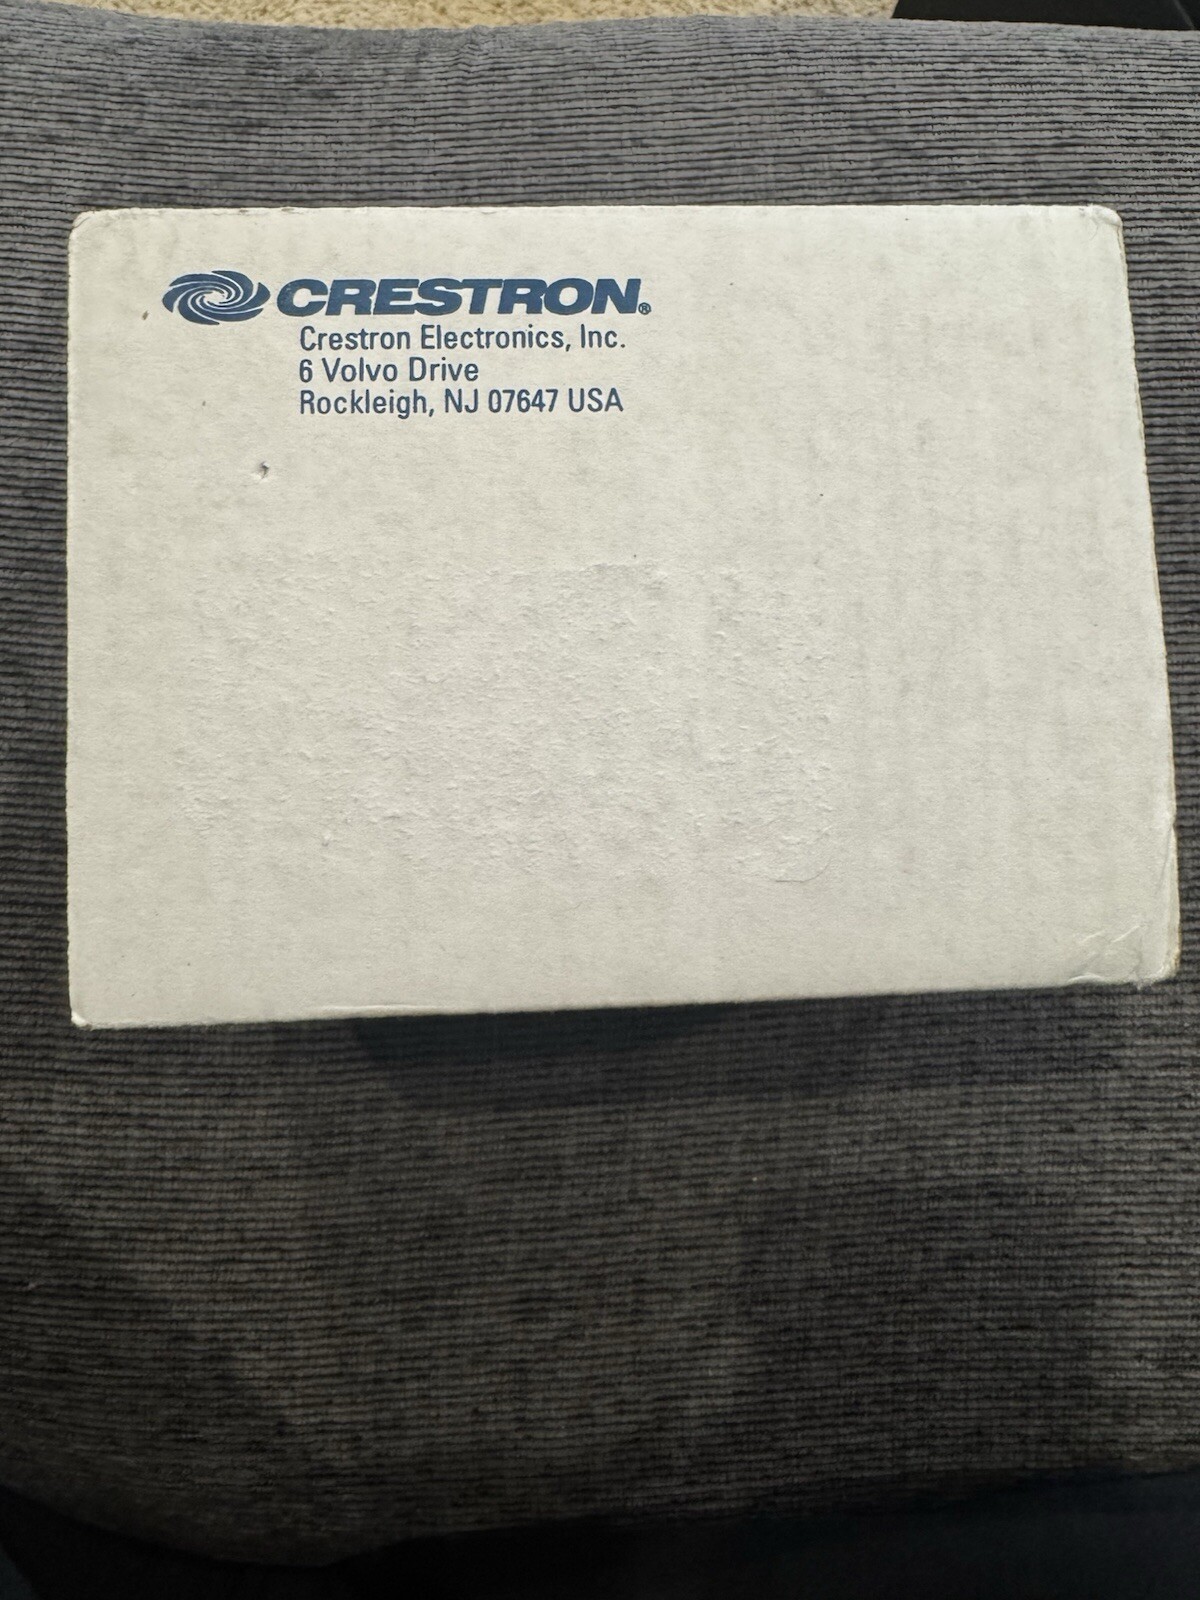 CRESTRON®
Crestron Electronics, Inc.
6 Volvo Drive
Rockleigh, NJ 07647 USA